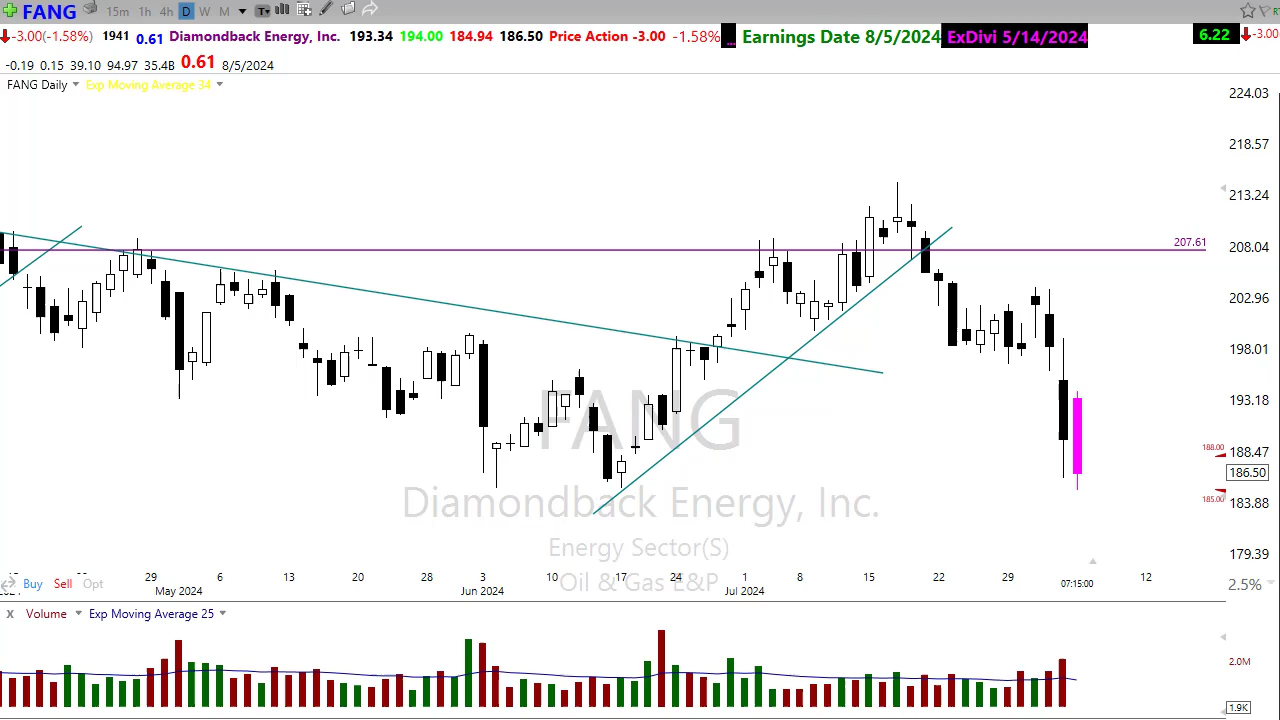 FANG 15m 1h 4h D W M T
-3.00(-1.58%) 1941 0.61 Diamondback Energy, Inc. 193.34 194.00 184.94 186.50 Price Action -3.00 -1.58% ... Earnings Date 8/5/2024 ExDivi 5/14/2024 6.22 -3.00
-0.19 0.15 39.10 94.97 35.4B 0.61 8/5/2024
FANG Daily Exp Moving Average 34
224.03
218.57
213.24
207.61
208.04
202.96
198.01
193.18
FANG
188.00
188.47
186.50
185.00
183.88
Diamondback Energy, Inc.
Energy Sector(S)
179.39
Oil & Gas E&P
Buy Sell Opt
29 6 13 20 28 3 10 17 24 1 8 15 22 29 07:15:00 12
2.5%
May 2024 Jun 2024 Jul 2024
X Volume Exp Moving Average 25
2.0M
1.9K